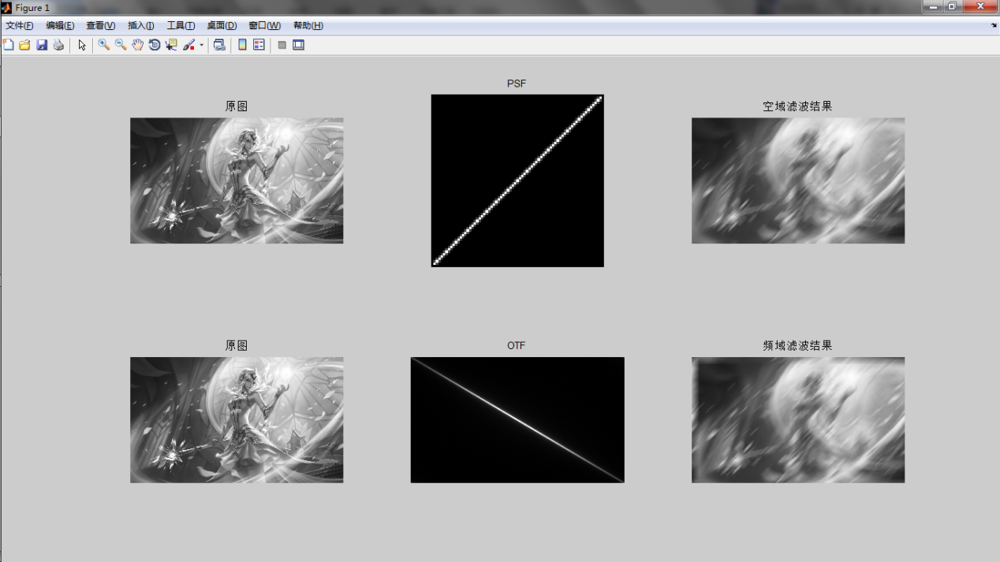 Figure 1
文件(F) 编辑(E) 查看(V) 插入(I) 工具(T) 桌面(D) 窗口(W) 帮助(H)
原图
PSF
空域滤波结果
原图
OTF
频域滤波结果